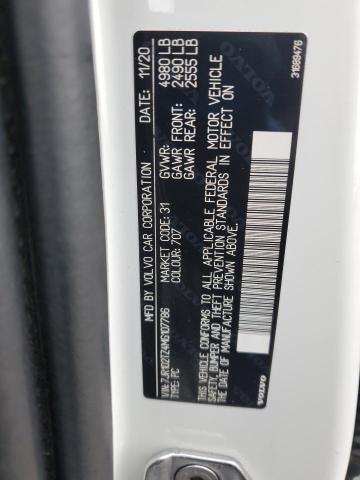 MFD BY VOLVO CAR CORPORATION DATE: 11/20
GVWR: 4980 LB
MARKET CODE: 31 GAWR FRONT: 2490 LB
COLOUR: 707 GAWR REAR: 2555 LB
VIN: 7JR102TZ4MG107786
TYPE: PC
THIS VEHICLE CONFORMS TO ALL APPLICABLE FEDERAL MOTOR VEHICLE
SAFETY, BUMPER AND THEFT PREVENTION STANDARDS IN EFFECT ON
THE DATE OF MANUFACTURE SHOWN ABOVE.
VOLVO 31689476